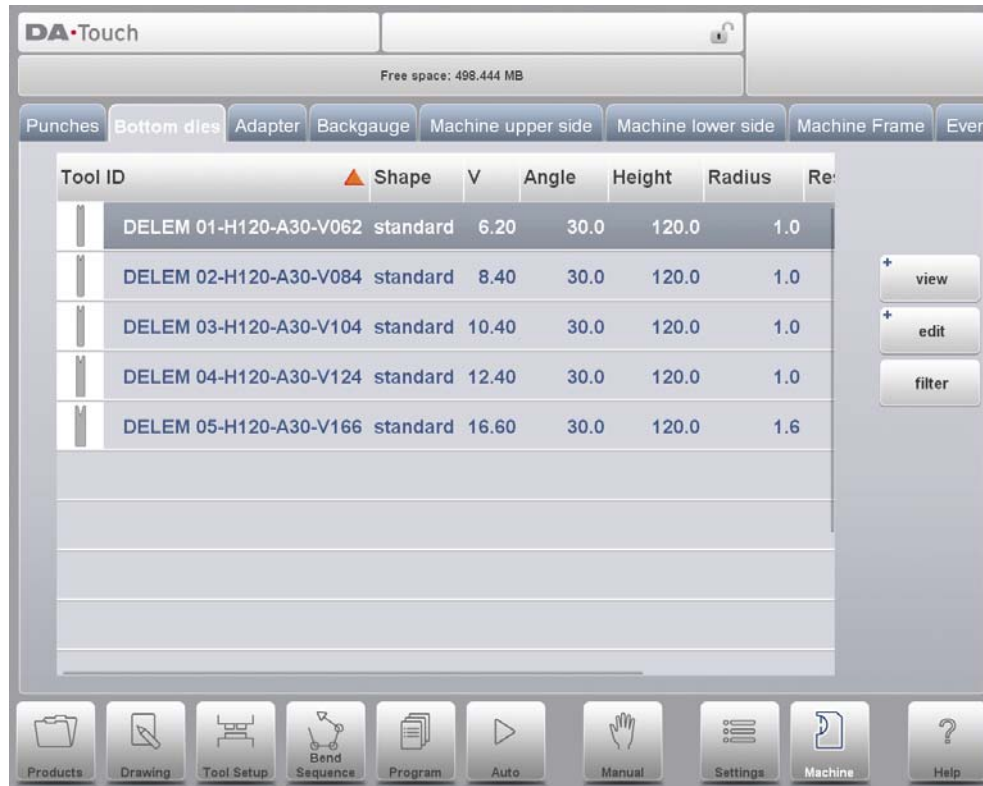 DA·Touch
Free space: 498.444 MB
Punches Bottom dies Adapter Backgauge Machine upper side Machine lower side Machine Frame Ever
Tool ID Shape V Angle Height Radius Re
DELEM 01-H120-A30-V062 standard 6.20 30.0 120.0 1.0
DELEM 02-H120-A30-V084 standard 8.40 30.0 120.0 1.0
DELEM 03-H120-A30-V104 standard 10.40 30.0 120.0 1.0
DELEM 04-H120-A30-V124 standard 12.40 30.0 120.0 1.0
DELEM 05-H120-A30-V166 standard 16.60 30.0 120.0 1.6
+ view
+ edit
filter
Products Drawing Tool Setup Bend Sequence Program Auto Manual Settings Machine ? Help